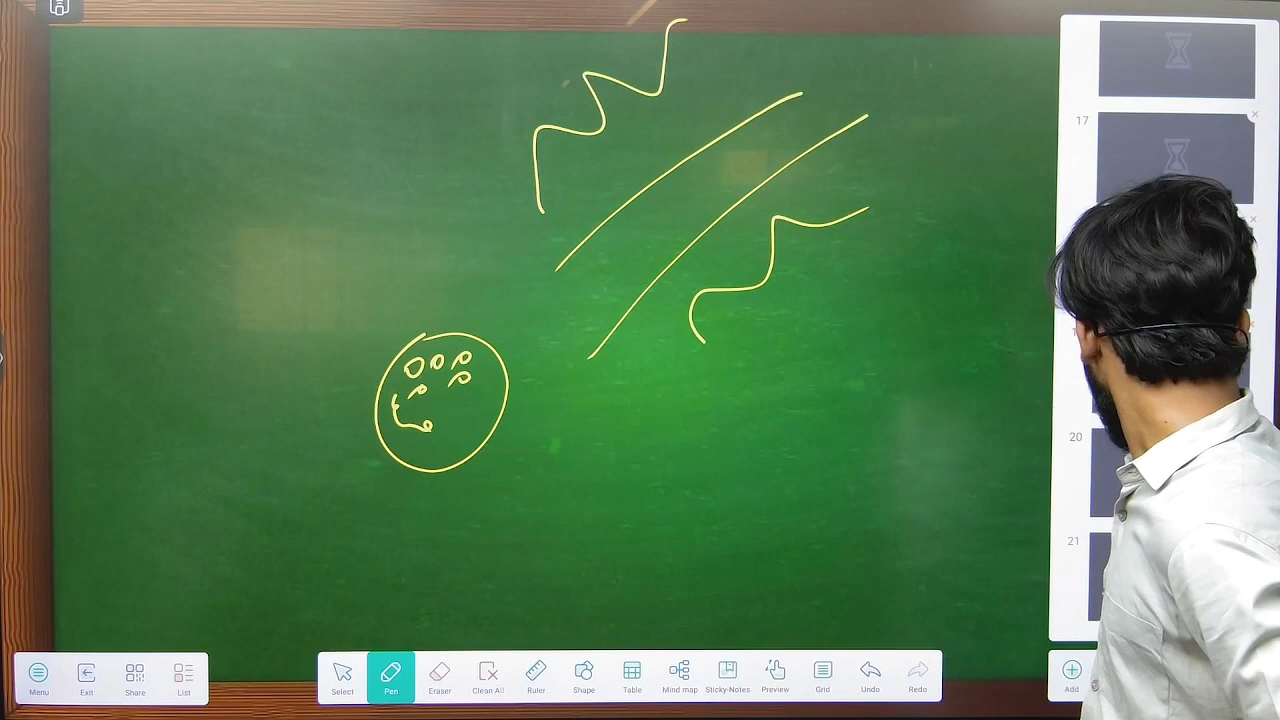 17
20
21
Menu
Exit
Share
List
Select
Pen
Eraser
Clean All
Ruler
Shape
Table
Mind map
Sticky-Notes
Preview
Grid
Undo
Redo
Add